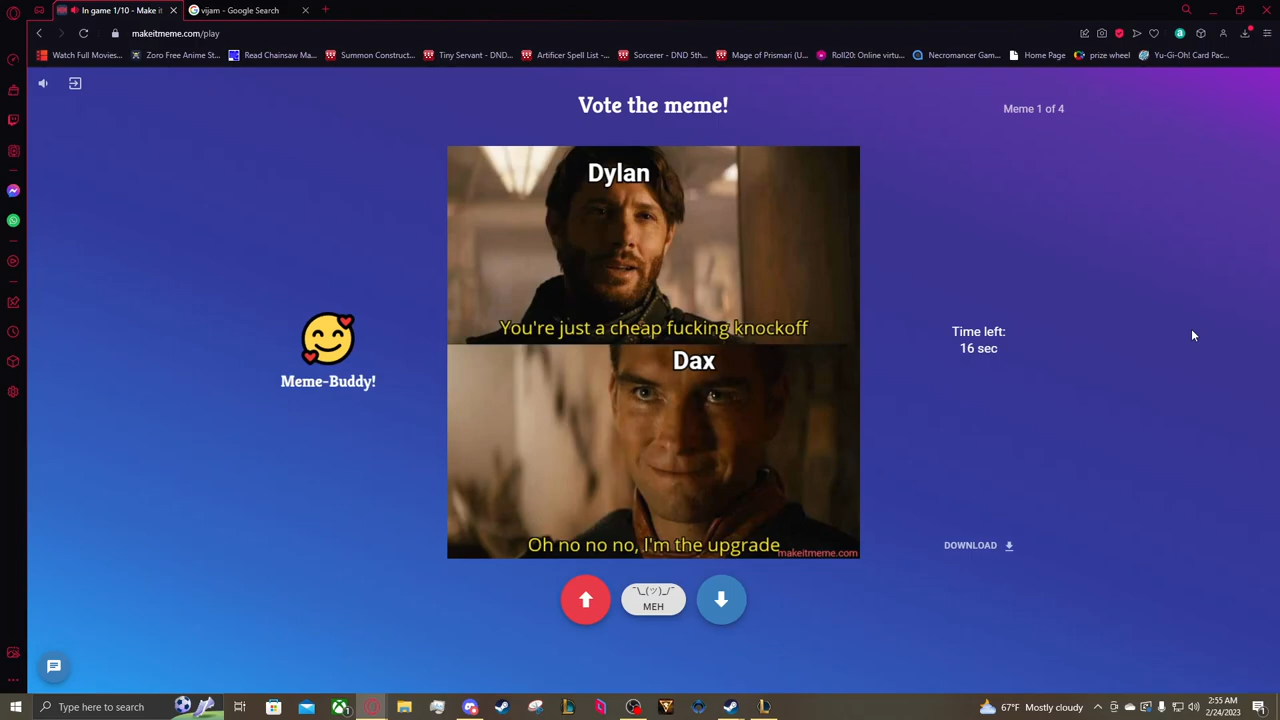 In game 1/10 - Make it
vijam - Google Search
makeitmeme.com/play
Watch Full Movies...
Zoro Free Anime St...
Read Chainsaw Ma...
Summon Construct...
Tiny Servant - DND...
Artificer Spell List -...
Sorcerer - DND 5th...
Mage of Prismari (U...
Roll20: Online virtu...
Necromancer Gam...
Home Page
prize wheel
Yu-Gi-Oh! Card Pac...
Vote the meme!
Meme 1 of 4
Dylan
You're just a cheap fucking knockoff
Meme-Buddy!
Time left:
16 sec
Dax
Oh no no no, I'm the upgrade
makeitmeme.com
DOWNLOAD
¯\_(ツ)_/¯
MEH
Type here to search
67°F Mostly cloudy
2:55 AM
2/24/2023